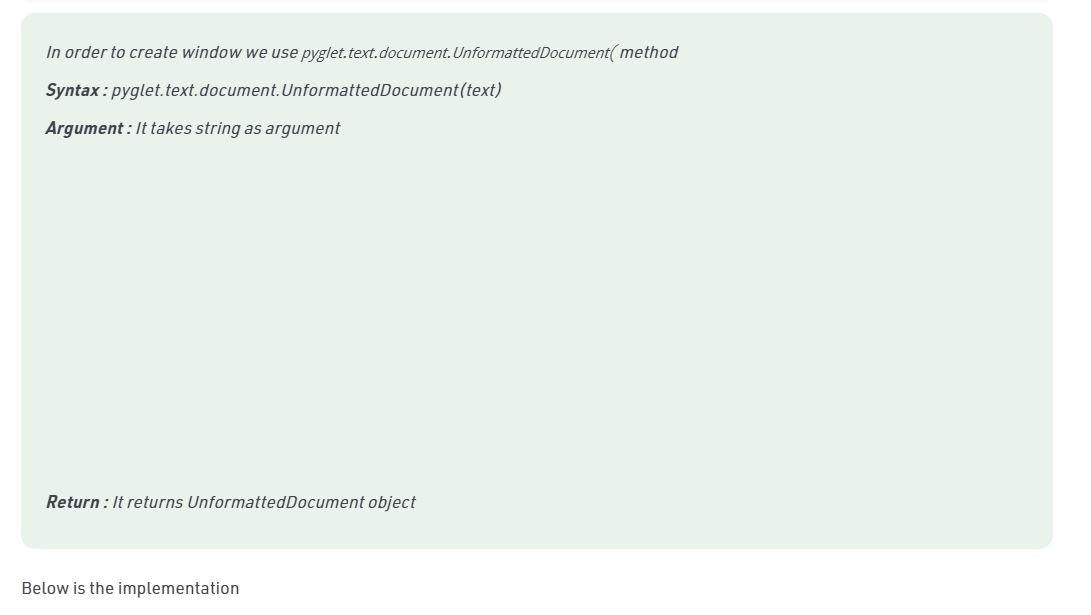 In order to create window we use pyglet.text.document.UnformattedDocument( method
Syntax : pyglet.text.document.UnformattedDocument(text)
Argument : It takes string as argument
Return : It returns UnformattedDocument object
Below is the implementation